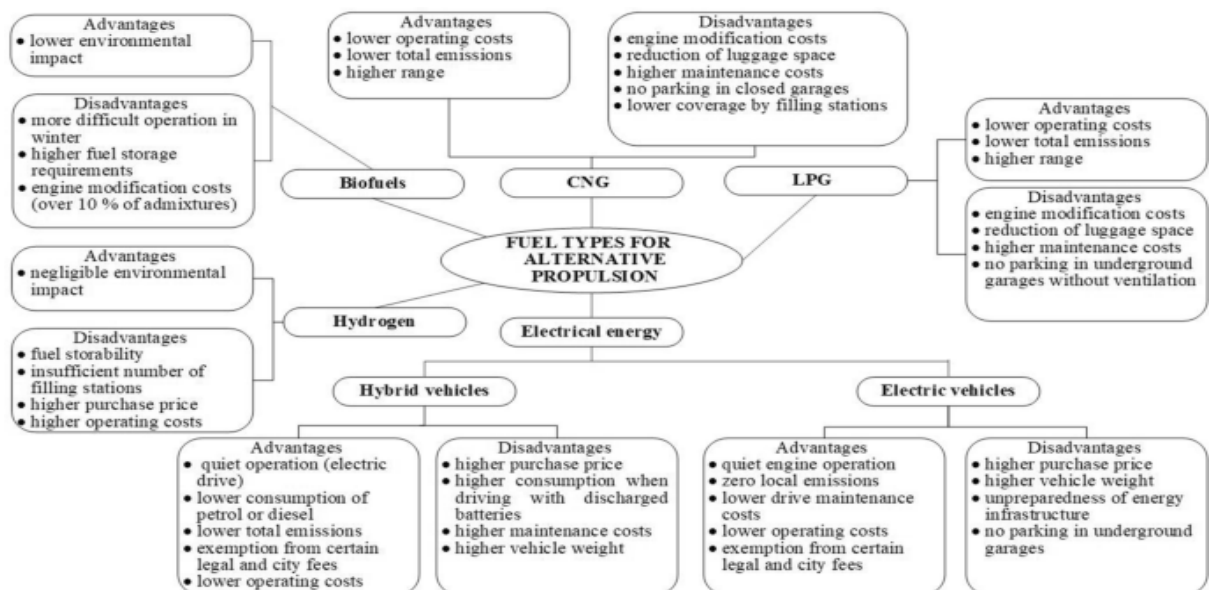 Advantages
● lower environmental
impact
Disadvantages
● more difficult operation in
winter
● higher fuel storage
requirements
● engine modification costs
(over 10 % of admixtures)
Biofuels
Advantages
● lower operating costs
● lower total emissions
● higher range
Disadvantages
● engine modification costs
● reduction of luggage space
● higher maintenance costs
● no parking in closed garages
● lower coverage by filling stations
CNG
LPG
Advantages
● lower operating costs
● lower total emissions
● higher range
Disadvantages
● engine modification costs
● reduction of luggage space
● higher maintenance costs
● no parking in underground
garages without ventilation
FUEL TYPES FOR
ALTERNATIVE
PROPULSION
Advantages
● negligible environmental
impact
Disadvantages
● fuel storability
● insufficient number of
filling stations
● higher purchase price
● higher operating costs
Hydrogen
Electrical energy
Hybrid vehicles
Electric vehicles
Advantages
● quiet operation (electric
drive)
● lower consumption of
petrol or diesel
● lower total emissions
● exemption from certain
legal and city fees
● lower operating costs
Disadvantages
● higher purchase price
● higher consumption when
driving with discharged
batteries
● higher maintenance costs
● higher vehicle weight
Advantages
● quiet engine operation
● zero local emissions
● lower drive maintenance
costs
● lower operating costs
● exemption from certain
legal and city fees
Disadvantages
● higher purchase price
● higher vehicle weight
● unpreparedness of energy
infrastructure
● no parking in underground
garages